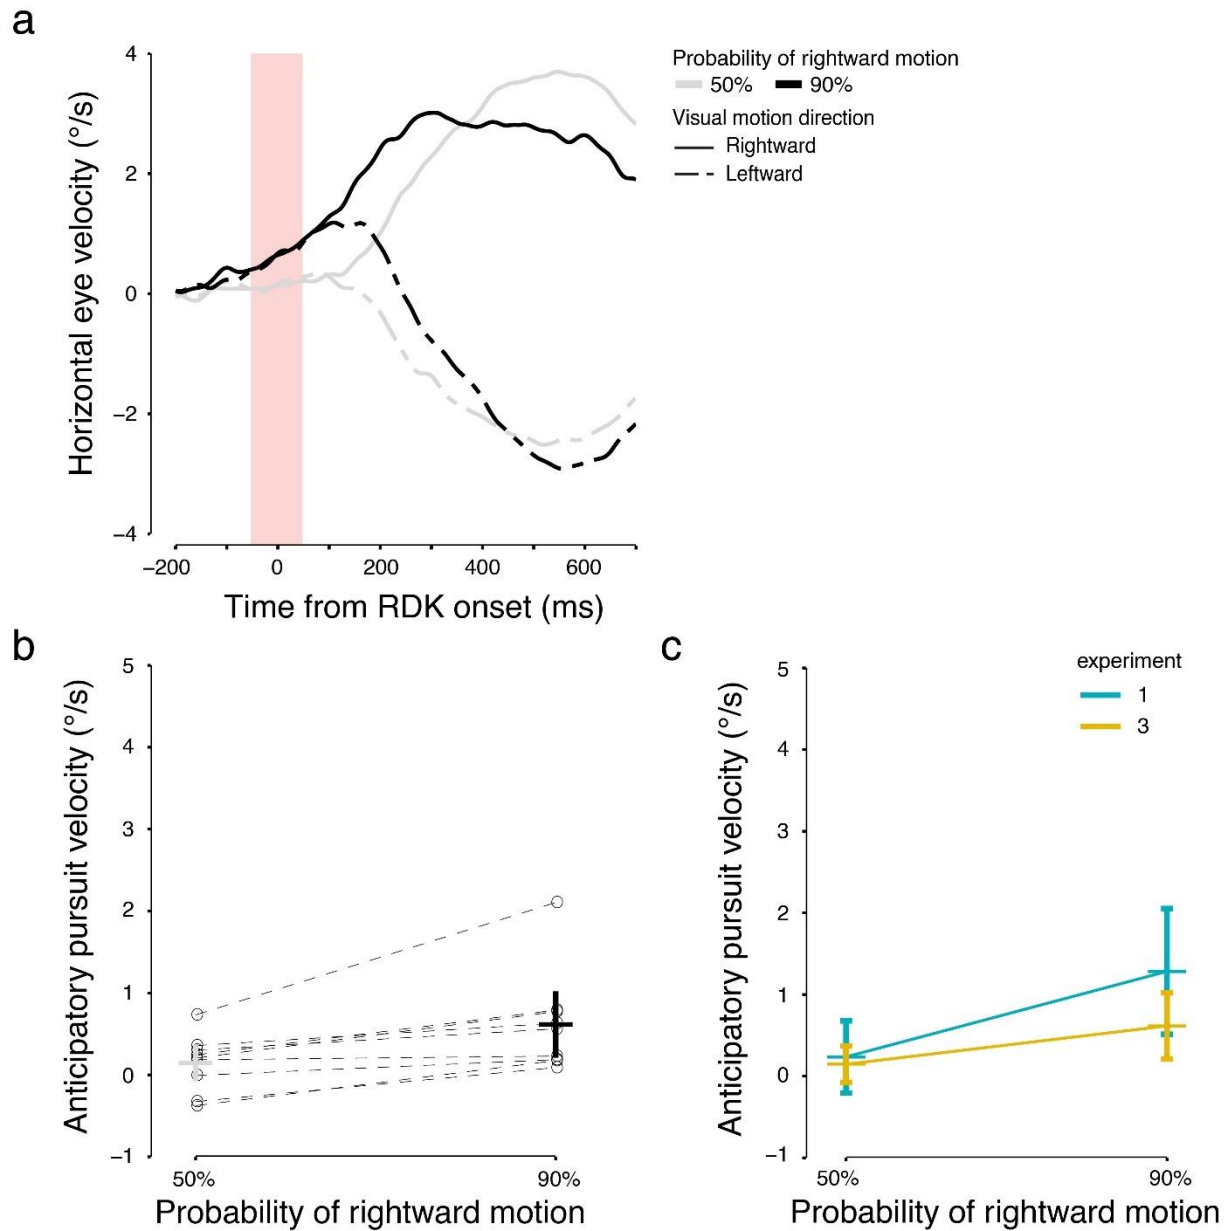 a
Horizontal eye velocity (°/s)
4
2
0
−2
−4
−200 0 200 400 600
Time from RDK onset (ms)
Probability of rightward motion
50% 90%
Visual motion direction
Rightward
Leftward
b
Anticipatory pursuit velocity (°/s)
5
4
3
2
1
0
−1
50% 90%
Probability of rightward motion
c
Anticipatory pursuit velocity (°/s)
5
4
3
2
1
0
−1
50% 90%
Probability of rightward motion
experiment
1
3